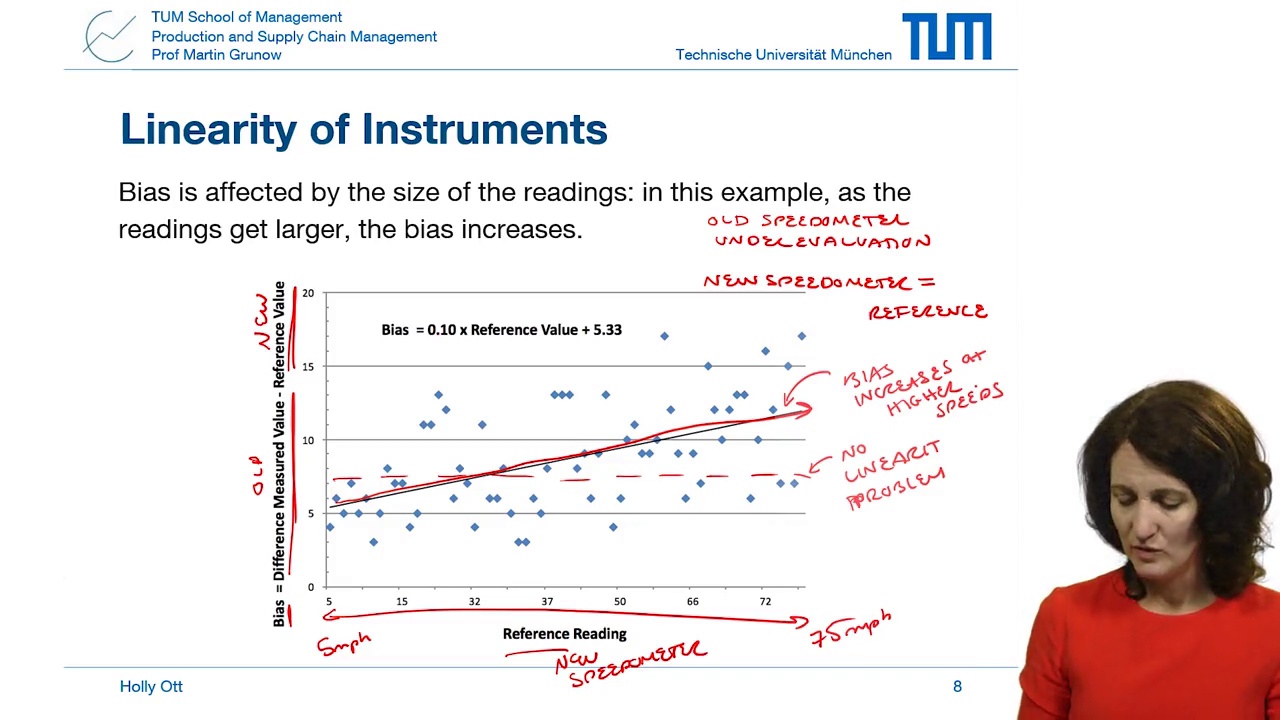 TUM School of Management
Production and Supply Chain Management
Prof Martin Grunow
Technische Universität München
TUM
Linearity of Instruments
Bias is affected by the size of the readings: in this example, as the
readings get larger, the bias increases.
OLD SPEEDOMETER
UNDEREVALUATION
NEW SPEEDOMETER =
REFERENCE
Bias = Difference Measured Value - Reference Value
NEW
OLD
20
15
10
5
0
Bias = 0.10 x Reference Value + 5.33
BIAS
INCREASES AT
HIGHER
SPEEDS
NO
LINEARIT
PROBLEM
5 15 32 37 50 66 72
5mph
75mph
Reference Reading
NEW
SPEEDOMETER
Holly Ott
8